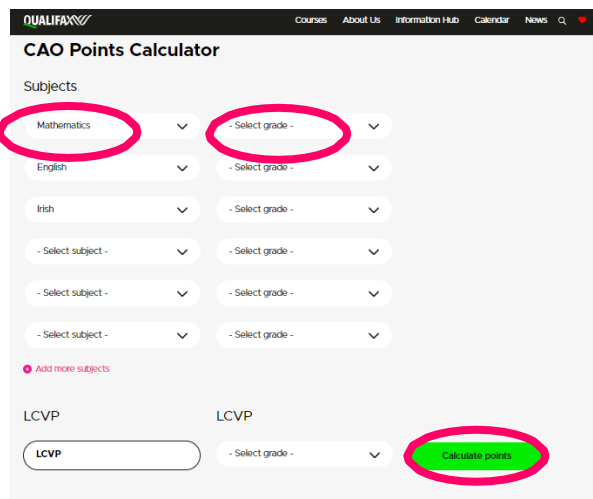 QUALIFAX
Courses About Us Information Hub Calendar News
CAO Points Calculator
Subjects
Mathematics - Select grade -
English - Select grade -
Irish - Select grade -
- Select subject - - Select grade -
- Select subject - - Select grade -
- Select subject - - Select grade -
Add more subjects
LCVP LCVP
LCVP - Select grade - Calculate points